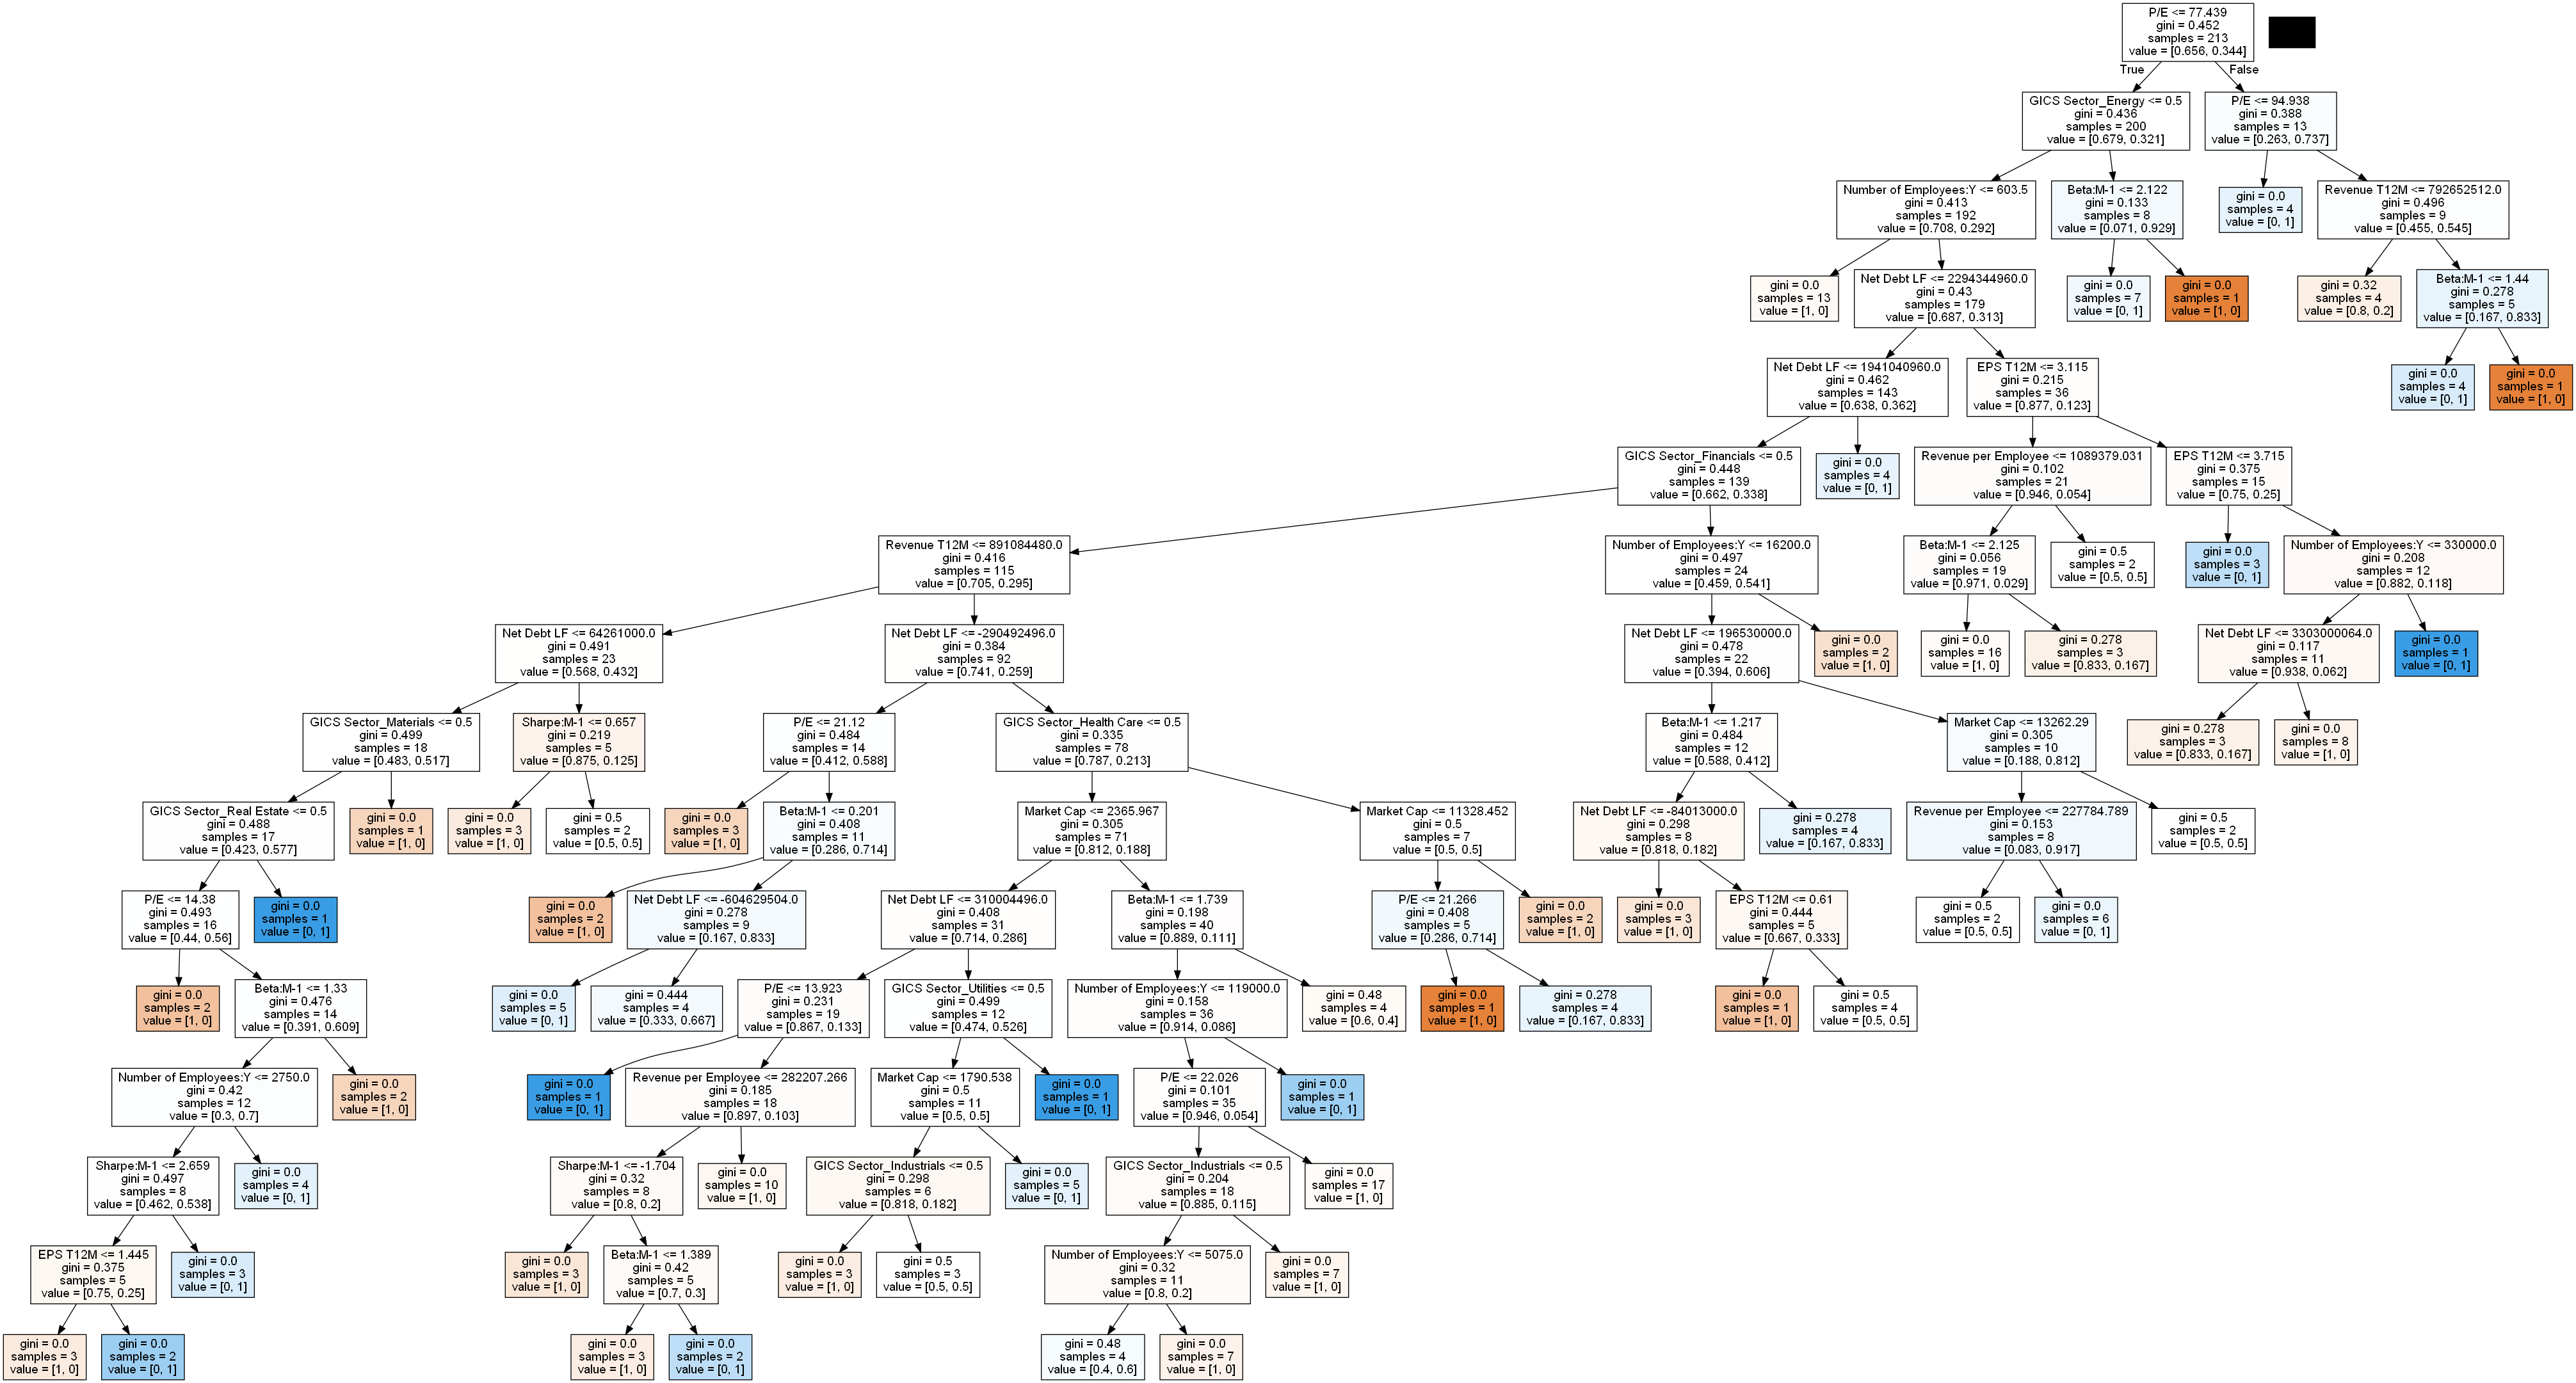 P/E <= 77.439
gini = 0.452
samples = 213
value = [0.656, 0.344]
True
False
GICS Sector_Energy <= 0.5
gini = 0.436
samples = 200
value = [0.679, 0.321]
P/E <= 94.938
gini = 0.388
samples = 13
value = [0.263, 0.737]
Number of Employees:Y <= 603.5
gini = 0.413
samples = 192
value = [0.708, 0.292]
Beta:M-1 <= 2.122
gini = 0.133
samples = 8
value = [0.071, 0.929]
gini = 0.0
samples = 4
value = [0, 1]
Revenue T12M <= 792652512.0
gini = 0.496
samples = 9
value = [0.455, 0.545]
gini = 0.0
samples = 13
value = [1, 0]
Net Debt LF <= 2294344960.0
gini = 0.43
samples = 179
value = [0.687, 0.313]
gini = 0.0
samples = 7
value = [0, 1]
gini = 0.0
samples = 1
value = [1, 0]
gini = 0.32
samples = 4
value = [0.8, 0.2]
Beta:M-1 <= 1.44
gini = 0.278
samples = 5
value = [0.167, 0.833]
Net Debt LF <= 1941040960.0
gini = 0.462
samples = 143
value = [0.638, 0.362]
EPS T12M <= 3.115
gini = 0.215
samples = 36
value = [0.877, 0.123]
gini = 0.0
samples = 4
value = [0, 1]
gini = 0.0
samples = 1
value = [1, 0]
GICS Sector_Financials <= 0.5
gini = 0.448
samples = 139
value = [0.662, 0.338]
gini = 0.0
samples = 4
value = [0, 1]
Revenue per Employee <= 1089379.031
gini = 0.102
samples = 21
value = [0.946, 0.054]
EPS T12M <= 3.715
gini = 0.375
samples = 15
value = [0.75, 0.25]
Revenue T12M <= 891084480.0
gini = 0.416
samples = 115
value = [0.705, 0.295]
Number of Employees:Y <= 16200.0
gini = 0.497
samples = 24
value = [0.459, 0.541]
Beta:M-1 <= 2.125
gini = 0.056
samples = 19
value = [0.971, 0.029]
gini = 0.5
samples = 2
value = [0.5, 0.5]
gini = 0.0
samples = 3
value = [0, 1]
Number of Employees:Y <= 330000.0
gini = 0.208
samples = 12
value = [0.882, 0.118]
Net Debt LF <= 64261000.0
gini = 0.491
samples = 23
value = [0.568, 0.432]
Net Debt LF <= -290492496.0
gini = 0.384
samples = 92
value = [0.741, 0.259]
Net Debt LF <= 196530000.0
gini = 0.478
samples = 22
value = [0.394, 0.606]
gini = 0.0
samples = 2
value = [1, 0]
gini = 0.0
samples = 16
value = [1, 0]
gini = 0.278
samples = 3
value = [0.833, 0.167]
Net Debt LF <= 3303000064.0
gini = 0.117
samples = 11
value = [0.938, 0.062]
gini = 0.0
samples = 1
value = [0, 1]
GICS Sector_Materials <= 0.5
gini = 0.499
samples = 18
value = [0.483, 0.517]
Sharpe:M-1 <= 0.657
gini = 0.219
samples = 5
value = [0.875, 0.125]
P/E <= 21.12
gini = 0.484
samples = 14
value = [0.412, 0.588]
GICS Sector_Health Care <= 0.5
gini = 0.335
samples = 78
value = [0.787, 0.213]
Beta:M-1 <= 1.217
gini = 0.484
samples = 12
value = [0.588, 0.412]
Market Cap <= 13262.29
gini = 0.305
samples = 10
value = [0.188, 0.812]
gini = 0.278
samples = 3
value = [0.833, 0.167]
gini = 0.0
samples = 8
value = [1, 0]
GICS Sector_Real Estate <= 0.5
gini = 0.488
samples = 17
value = [0.423, 0.577]
gini = 0.0
samples = 1
value = [1, 0]
gini = 0.0
samples = 3
value = [1, 0]
gini = 0.5
samples = 2
value = [0.5, 0.5]
gini = 0.0
samples = 3
value = [1, 0]
Beta:M-1 <= 0.201
gini = 0.408
samples = 11
value = [0.286, 0.714]
Market Cap <= 2365.967
gini = 0.305
samples = 71
value = [0.812, 0.188]
Market Cap <= 11328.452
gini = 0.5
samples = 7
value = [0.5, 0.5]
Net Debt LF <= -84013000.0
gini = 0.298
samples = 8
value = [0.818, 0.182]
gini = 0.278
samples = 4
value = [0.167, 0.833]
Revenue per Employee <= 227784.789
gini = 0.153
samples = 8
value = [0.083, 0.917]
gini = 0.5
samples = 2
value = [0.5, 0.5]
P/E <= 14.38
gini = 0.493
samples = 16
value = [0.44, 0.56]
gini = 0.0
samples = 1
value = [0, 1]
gini = 0.0
samples = 2
value = [1, 0]
Net Debt LF <= -604629504.0
gini = 0.278
samples = 9
value = [0.167, 0.833]
Net Debt LF <= 310004496.0
gini = 0.408
samples = 31
value = [0.714, 0.286]
Beta:M-1 <= 1.739
gini = 0.198
samples = 40
value = [0.889, 0.111]
P/E <= 21.266
gini = 0.408
samples = 5
value = [0.286, 0.714]
gini = 0.0
samples = 2
value = [1, 0]
gini = 0.0
samples = 3
value = [1, 0]
EPS T12M <= 0.61
gini = 0.444
samples = 5
value = [0.667, 0.333]
gini = 0.5
samples = 2
value = [0.5, 0.5]
gini = 0.0
samples = 6
value = [0, 1]
gini = 0.0
samples = 2
value = [1, 0]
Beta:M-1 <= 1.33
gini = 0.476
samples = 14
value = [0.391, 0.609]
gini = 0.0
samples = 5
value = [0, 1]
gini = 0.444
samples = 4
value = [0.333, 0.667]
P/E <= 13.923
gini = 0.231
samples = 19
value = [0.867, 0.133]
GICS Sector_Utilities <= 0.5
gini = 0.499
samples = 12
value = [0.474, 0.526]
Number of Employees:Y <= 119000.0
gini = 0.158
samples = 36
value = [0.914, 0.086]
gini = 0.48
samples = 4
value = [0.6, 0.4]
gini = 0.0
samples = 1
value = [1, 0]
gini = 0.278
samples = 4
value = [0.167, 0.833]
gini = 0.0
samples = 1
value = [1, 0]
gini = 0.5
samples = 4
value = [0.5, 0.5]
Number of Employees:Y <= 2750.0
gini = 0.42
samples = 12
value = [0.3, 0.7]
gini = 0.0
samples = 2
value = [1, 0]
gini = 0.0
samples = 1
value = [0, 1]
Revenue per Employee <= 282207.266
gini = 0.185
samples = 18
value = [0.897, 0.103]
Market Cap <= 1790.538
gini = 0.5
samples = 11
value = [0.5, 0.5]
gini = 0.0
samples = 1
value = [0, 1]
P/E <= 22.026
gini = 0.101
samples = 35
value = [0.946, 0.054]
gini = 0.0
samples = 1
value = [0, 1]
Sharpe:M-1 <= 2.659
gini = 0.497
samples = 8
value = [0.462, 0.538]
gini = 0.0
samples = 4
value = [0, 1]
Sharpe:M-1 <= -1.704
gini = 0.32
samples = 8
value = [0.8, 0.2]
gini = 0.0
samples = 10
value = [1, 0]
GICS Sector_Industrials <= 0.5
gini = 0.298
samples = 6
value = [0.818, 0.182]
gini = 0.0
samples = 5
value = [0, 1]
GICS Sector_Industrials <= 0.5
gini = 0.204
samples = 18
value = [0.885, 0.115]
gini = 0.0
samples = 17
value = [1, 0]
EPS T12M <= 1.445
gini = 0.375
samples = 5
value = [0.75, 0.25]
gini = 0.0
samples = 3
value = [0, 1]
gini = 0.0
samples = 3
value = [1, 0]
Beta:M-1 <= 1.389
gini = 0.42
samples = 5
value = [0.7, 0.3]
gini = 0.0
samples = 3
value = [1, 0]
gini = 0.5
samples = 3
value = [0.5, 0.5]
Number of Employees:Y <= 5075.0
gini = 0.32
samples = 11
value = [0.8, 0.2]
gini = 0.0
samples = 7
value = [1, 0]
gini = 0.0
samples = 3
value = [1, 0]
gini = 0.0
samples = 2
value = [0, 1]
gini = 0.0
samples = 3
value = [1, 0]
gini = 0.0
samples = 2
value = [0, 1]
gini = 0.48
samples = 4
value = [0.4, 0.6]
gini = 0.0
samples = 7
value = [1, 0]